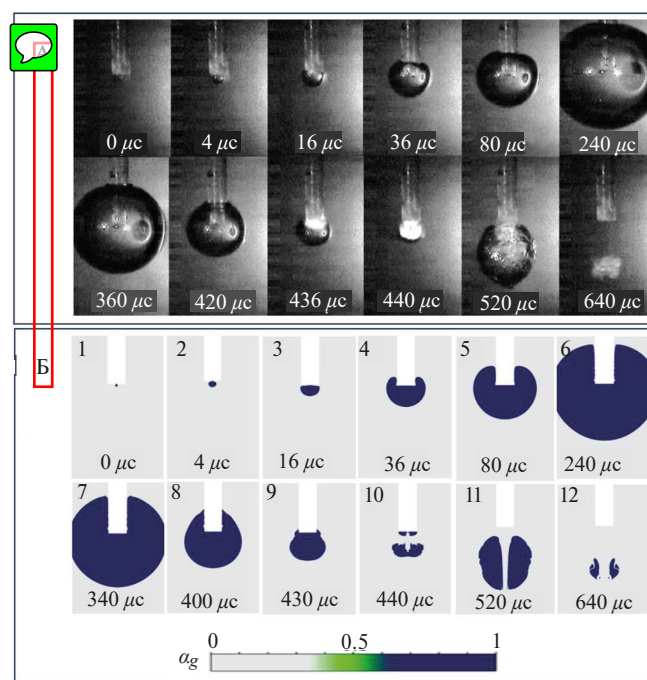 А
0 μс 4 μс 16 μс 36 μс 80 μс 240 μс
360 μс 420 μс 436 μс 440 μс 520 μс 640 μс
Б
1 2 3 4 5 6
0 μс 4 μс 16 μс 36 μс 80 μс 240 μс
7 8 9 10 11 12
340 μс 400 μс 430 μс 440 μс 520 μс 640 μс
0 0.5 1
αg